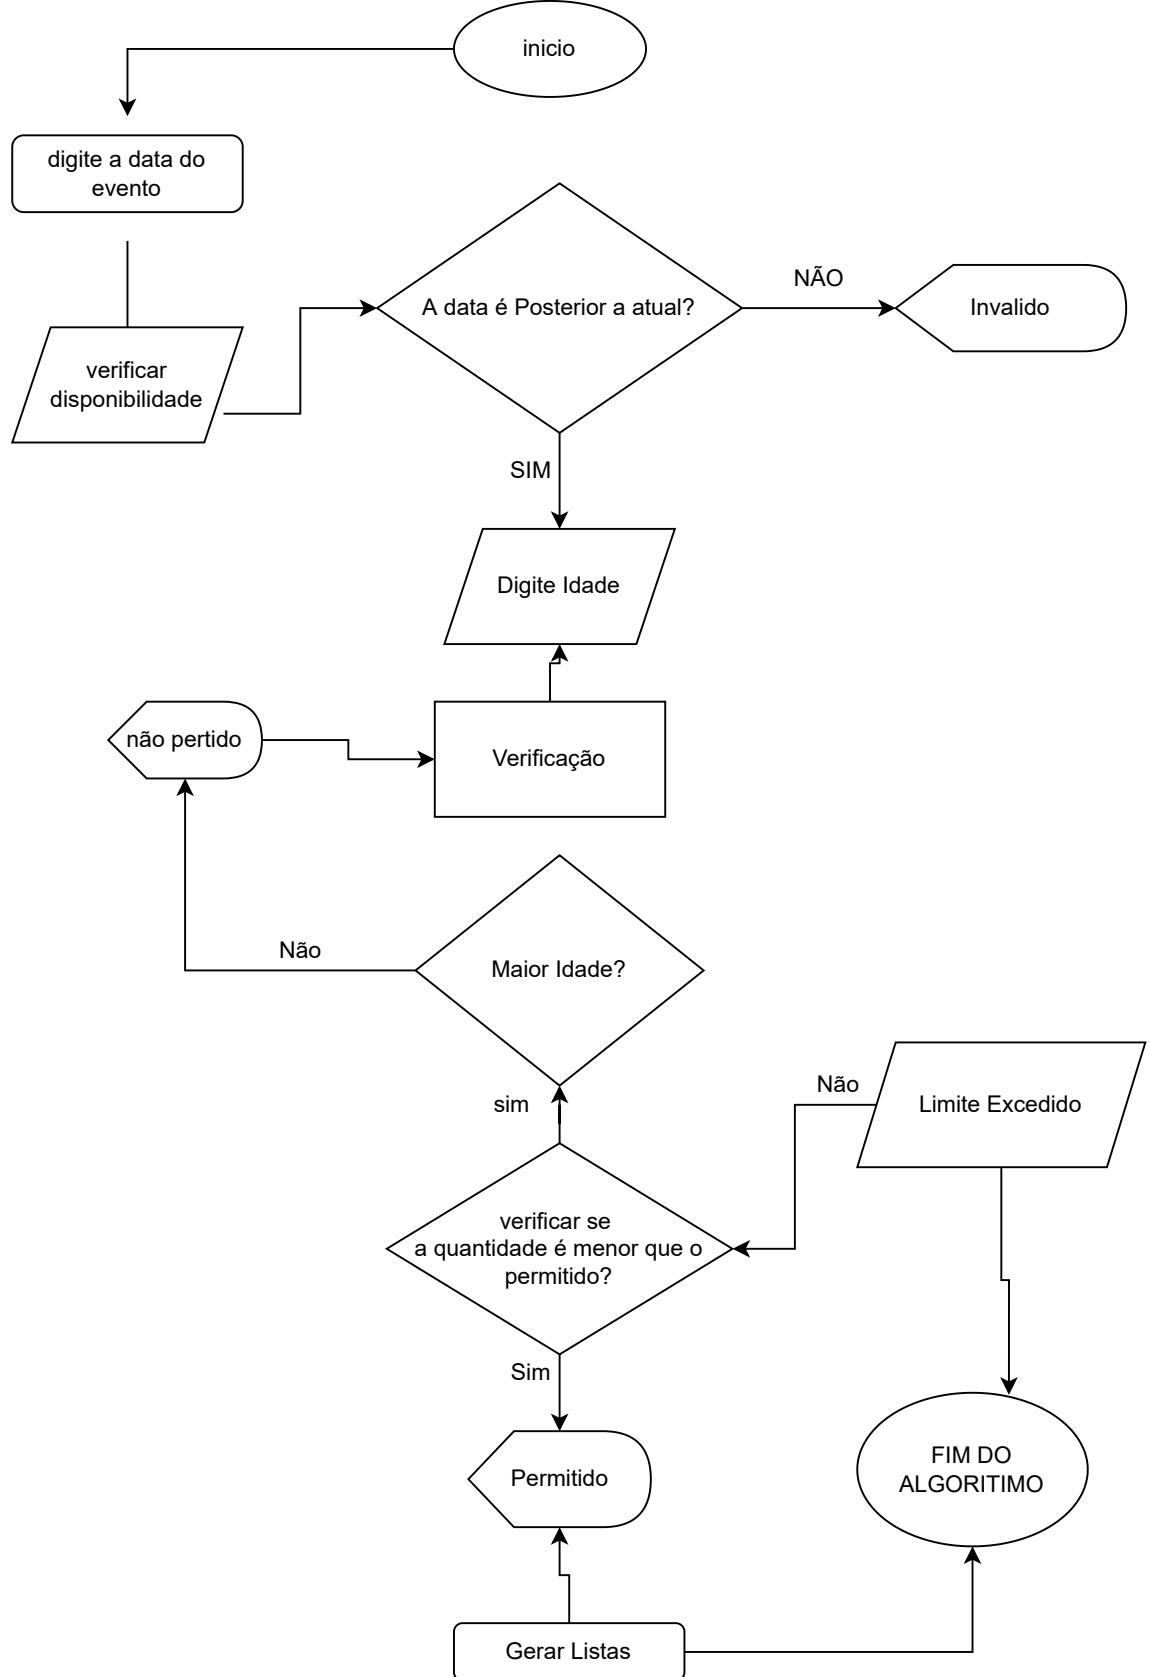 inicio
digite a data do
evento
verificar
disponibilidade
A data é Posterior a atual?
NÃO
Invalido
SIM
Digite Idade
não pertido
Verificação
Não
Maior Idade?
sim
Não
Limite Excedido
verificar se
a quantidade é menor que o
permitido?
Sim
Permitido
FIM DO
ALGORITIMO
Gerar Listas